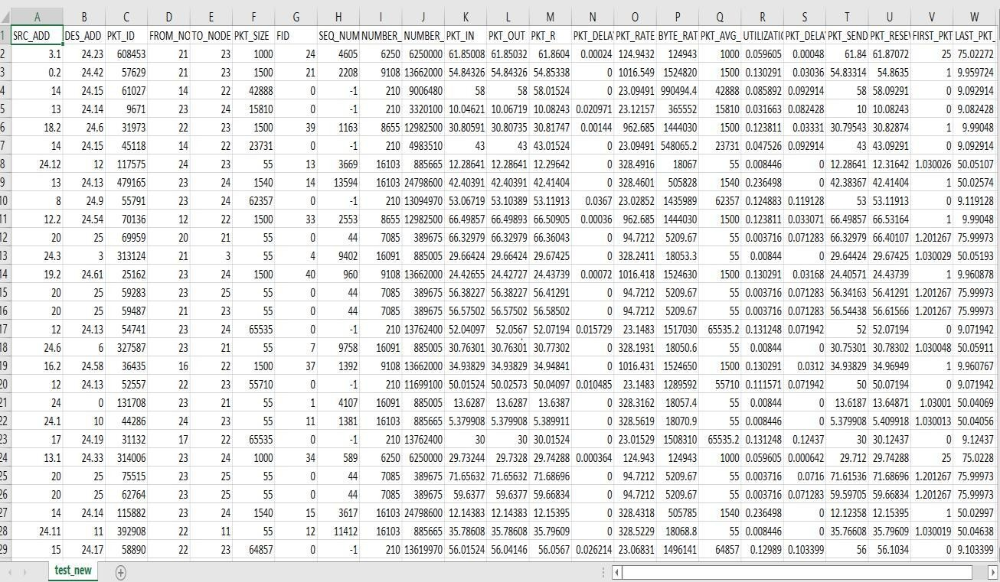 A B C D E F G H I J K L M N O P Q R S T U V W
1 SRC_ADD DES_ADD PKT_ID FROM_NO TO_NODE PKT_SIZE FID SEQ_NUM NUMBER_ NUMBER_ PKT_IN PKT_OUT PKT_R PKT_DELA PKT_RATE BYTE_RAT PKT_AVG_ UTILIZATI PKT_DELA PKT_SEND PKT_RESE FIRST_PKT LAST_PKT_
2 3.1 24.23 608453 21 23 1000 24 4605 6250 6250000 61.85008 61.85032 61.8604 0.00024 124.9432 124943 1000 0.059605 0.00048 61.84 61.87072 25 75.02272
3 0.2 24.42 57629 21 23 1500 21 2208 9108 13662000 54.84326 54.84326 54.85338 0 1016.549 1524820 1500 0.130291 0.03036 54.83314 54.8635 1 9.959724
4 14 24.15 61027 14 22 42888 0 -1 210 9006480 58 58 58.01524 0 23.09491 990494.4 42888 0.085892 0.092914 58 58.09291 0 9.092914
5 13 24.14 9671 23 24 15810 0 -1 210 3320100 10.04621 10.06719 10.08243 0.020971 23.12157 365552 15810 0.031663 0.082428 10 10.08243 0 9.082428
6 18.2 24.6 31973 22 23 1500 39 1163 8655 12982500 30.80591 30.80735 30.81747 0.00144 962.685 1444030 1500 0.123811 0.03331 30.79543 30.82874 1 9.99048
7 14 24.15 45118 14 22 23731 0 -1 210 4983510 43 43 43.01524 0 23.09491 548065.2 23731 0.047526 0.092914 43 43.09291 0 9.092914
8 24.12 12 117575 24 23 55 13 3669 16103 885665 12.28641 12.28641 12.29642 0 328.4916 18067 55 0.008446 0 12.28641 12.31642 1.030026 50.05107
9 13 24.13 479165 23 24 1540 14 13594 16103 24798600 42.40391 42.40391 42.41404 0 328.4601 505828 1540 0.236498 0 42.38367 42.41404 1 50.02574
10 8 24.9 55791 23 24 62357 0 -1 210 13094970 53.06719 53.10389 53.11913 0.0367 23.02852 1435989 62357 0.124883 0.119128 53 53.11913 0 9.119128
11 12.2 24.54 70136 12 22 1500 33 2553 8655 12982500 66.49857 66.49893 66.50905 0.00036 962.685 1444030 1500 0.123811 0.033071 66.49857 66.53164 1 9.99048
12 20 25 69959 20 21 55 0 44 7085 389675 66.32979 66.32979 66.36043 0 94.7212 5209.67 55 0.003716 0.071283 66.32979 66.40107 1.201267 75.99973
13 24.3 3 313124 21 3 55 4 9402 16091 885005 29.66424 29.66424 29.67425 0 328.2411 18053.3 55 0.00844 0 29.64424 29.67425 1.030029 50.05193
14 19.2 24.61 25162 23 24 1500 40 960 9108 13662000 24.42655 24.42727 24.43739 0.00072 1016.418 1524630 1500 0.130291 0.03168 24.40571 24.43739 1 9.960878
15 20 25 59283 23 25 55 0 44 7085 389675 56.38227 56.38227 56.41291 0 94.7212 5209.67 55 0.003716 0.071283 56.34163 56.41291 1.201267 75.99973
16 20 25 59487 21 23 55 0 44 7085 389675 56.57502 56.57502 56.58502 0 94.7212 5209.67 55 0.003716 0.071283 56.54438 56.61566 1.201267 75.99973
17 12 24.13 54741 23 24 65535 0 -1 210 13762400 52.04097 52.0567 52.07194 0.015729 23.1483 1517030 65535.2 0.131248 0.071942 52 52.07194 0 9.071942
18 24.6 6 327587 23 21 55 7 9758 16091 885005 30.76301 30.76301 30.77302 0 328.1931 18050.6 55 0.00844 0 30.75301 30.78302 1.030048 50.05911
19 16.2 24.58 36435 16 22 1500 37 1392 9108 13662000 34.93829 34.93829 34.94841 0 1016.431 1524650 1500 0.130291 0.0312 34.93829 34.96949 1 9.960767
20 12 24.13 52557 22 23 55710 0 -1 210 11699100 50.01524 50.02573 50.04097 0.010485 23.1483 1289592 55710 0.111571 0.071942 50 50.07194 0 9.071942
21 24 0 131708 23 21 55 1 4107 16091 885005 13.6287 13.6287 13.6387 0 328.3162 18057.4 55 0.00844 0 13.6187 13.64871 1.03001 50.04069
22 24.1 10 44286 24 23 55 11 1381 16103 885665 5.379908 5.379908 5.389911 0 328.5619 18070.9 55 0.008446 0 5.379908 5.409918 1.030013 50.04056
23 17 24.19 31132 17 22 65535 0 -1 210 13762400 30 30 30.01524 0 23.01529 1508310 65535.2 0.131248 0.12437 30 30.12437 0 9.12437
24 13.1 24.33 314006 23 24 1000 34 589 6250 6250000 29.73244 29.7328 29.74288 0.000364 124.943 124943 1000 0.059605 0.000642 29.712 29.74288 25 75.0228
25 20 25 75515 23 25 55 0 44 7085 389675 71.65632 71.65632 71.68696 0 94.7212 5209.67 55 0.003716 0.0716 71.61536 71.68696 1.201267 75.99973
26 20 25 62764 23 25 55 0 44 7085 389675 59.6377 59.6377 59.66834 0 94.7212 5209.67 55 0.003716 0.071283 59.59705 59.66834 1.201267 75.99973
27 14 24.14 115882 23 24 1540 15 3617 16103 24798600 12.14383 12.14383 12.15395 0 328.4318 505785 1540 0.236498 0 12.12358 12.15395 1 50.02997
28 24.11 11 392908 22 11 55 12 11412 16103 885665 35.78608 35.78608 35.79609 0 328.5229 18068.8 55 0.008446 0 35.76608 35.79609 1.030019 50.04638
29 15 24.17 58890 22 23 64857 0 -1 210 13619970 56.01524 56.04146 56.0567 0.026214 23.06831 1496141 64857 0.12989 0.103399 56 56.1034 0 9.103399
test_new